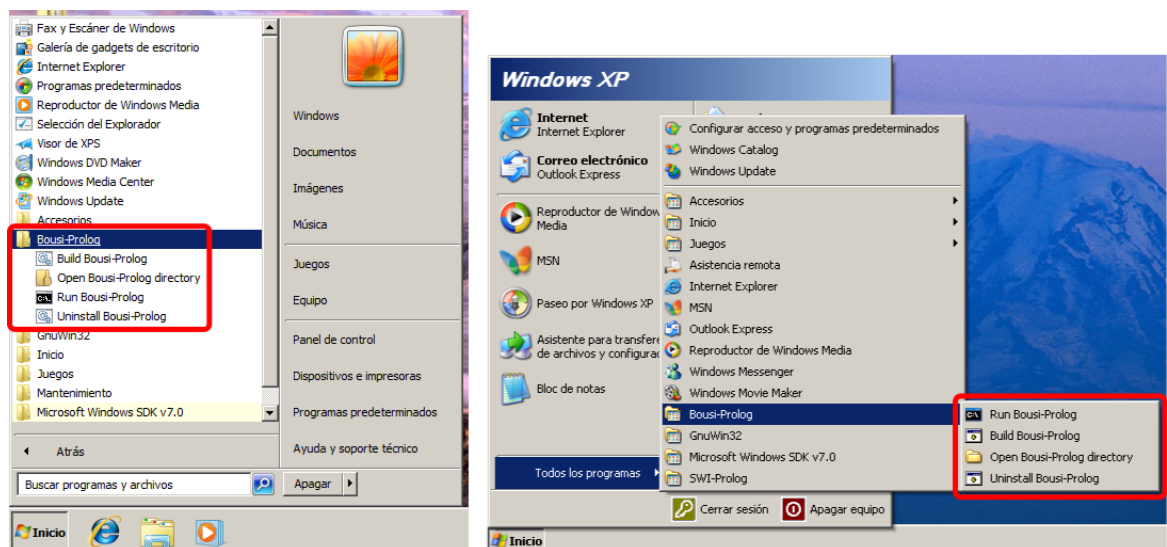 Fax y Escáner de Windows
Galería de gadgets de escritorio
Internet Explorer
Programas predeterminados
Reproductor de Windows Media
Selección del Explorador
Visor de XPS
Windows DVD Maker
Windows Media Center
Windows Update
Accesorios
Bousi-Prolog
Build Bousi-Prolog
Open Bousi-Prolog directory
Run Bousi-Prolog
Uninstall Bousi-Prolog
GnuWin32
Inicio
Juegos
Mantenimiento
Microsoft Windows SDK v7.0
Atrás
Buscar programas y archivos
Windows
Documentos
Imágenes
Música
Juegos
Equipo
Panel de control
Dispositivos e impresoras
Programas predeterminados
Ayuda y soporte técnico
Apagar
Inicio
Windows XP
Internet
Internet Explorer
Correo electrónico
Outlook Express
Reproductor de Window
Media
MSN
Paseo por Windows XP
Asistente para transfere
de archivos y configurac
Bloc de notas
Todos los programas
Configurar acceso y programas predeterminados
Windows Catalog
Windows Update
Accesorios
Inicio
Juegos
Asistencia remota
Internet Explorer
MSN
Outlook Express
Reproductor de Windows Media
Windows Messenger
Windows Movie Maker
Bousi-Prolog
GnuWin32
Microsoft Windows SDK v7.0
SWI-Prolog
Run Bousi-Prolog
Build Bousi-Prolog
Open Bousi-Prolog directory
Uninstall Bousi-Prolog
Cerrar sesión
Apagar equipo
Inicio